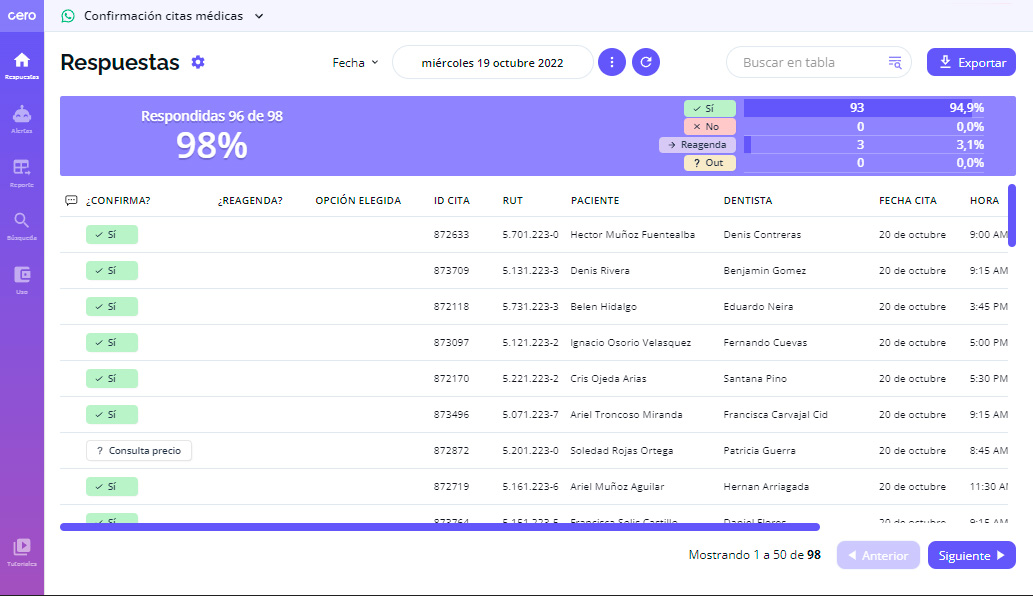 cero
Confirmación citas médicas
Respuestas
Alertas
Reporte
Búsqueda
Uso
Tutoriales
Respuestas
Fecha
miércoles 19 octubre 2022
Buscar en tabla
Exportar
Respondidas 96 de 98
98%
Sí 93 94,9%
No 0 0,0%
Reagenda 3 3,1%
? Out 0 0,0%
¿CONFIRMA? ¿REAGENDA? OPCIÓN ELEGIDA ID CITA RUT PACIENTE DENTISTA FECHA CITA HORA
Sí 872633 5.701.223-0 Hector Muñoz Fuentealba Denis Contreras 20 de octubre 9:00 AM
Sí 873709 5.131.223-3 Denis Rivera Benjamin Gomez 20 de octubre 9:15 AM
Sí 872118 5.731.223-3 Belen Hidalgo Eduardo Neira 20 de octubre 3:45 PM
Sí 873097 5.121.223-2 Ignacio Osorio Velasquez Fernando Cuevas 20 de octubre 5:00 PM
Sí 872170 5.221.223-2 Cris Ojeda Arias Santana Pino 20 de octubre 5:30 PM
Sí 873496 5.071.223-7 Ariel Troncoso Miranda Francisca Carvajal Cid 20 de octubre 9:15 AM
? Consulta precio 872872 5.201.223-0 Soledad Rojas Ortega Patricia Guerra 20 de octubre 8:45 AM
Sí 872719 5.161.223-6 Ariel Muñoz Aguilar Hernan Arriagada 20 de octubre 11:30 AM
Sí 873764 5.151.223-5 Francisca Solis Castillo Daniel Flores 20 de octubre 9:15 AM
Mostrando 1 a 50 de 98
Anterior
Siguiente